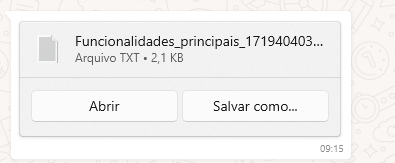 Funcionalidades_principais_171940403...
Arquivo TXT • 2,1 KB
Abrir
Salvar como...
09:15